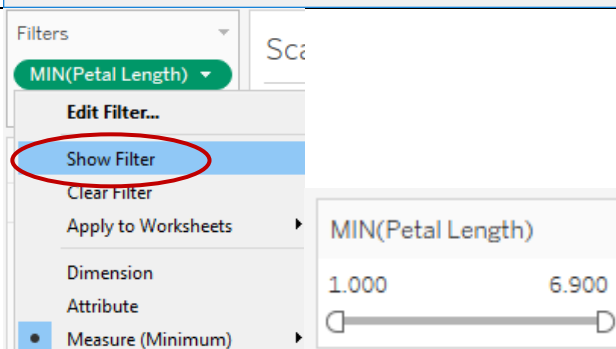 Filters
Sca
MIN(Petal Length)
Edit Filter...
Show Filter
Clear Filter
Apply to Worksheets
Dimension
Attribute
Measure (Minimum)
MIN(Petal Length)
1.000 6.900